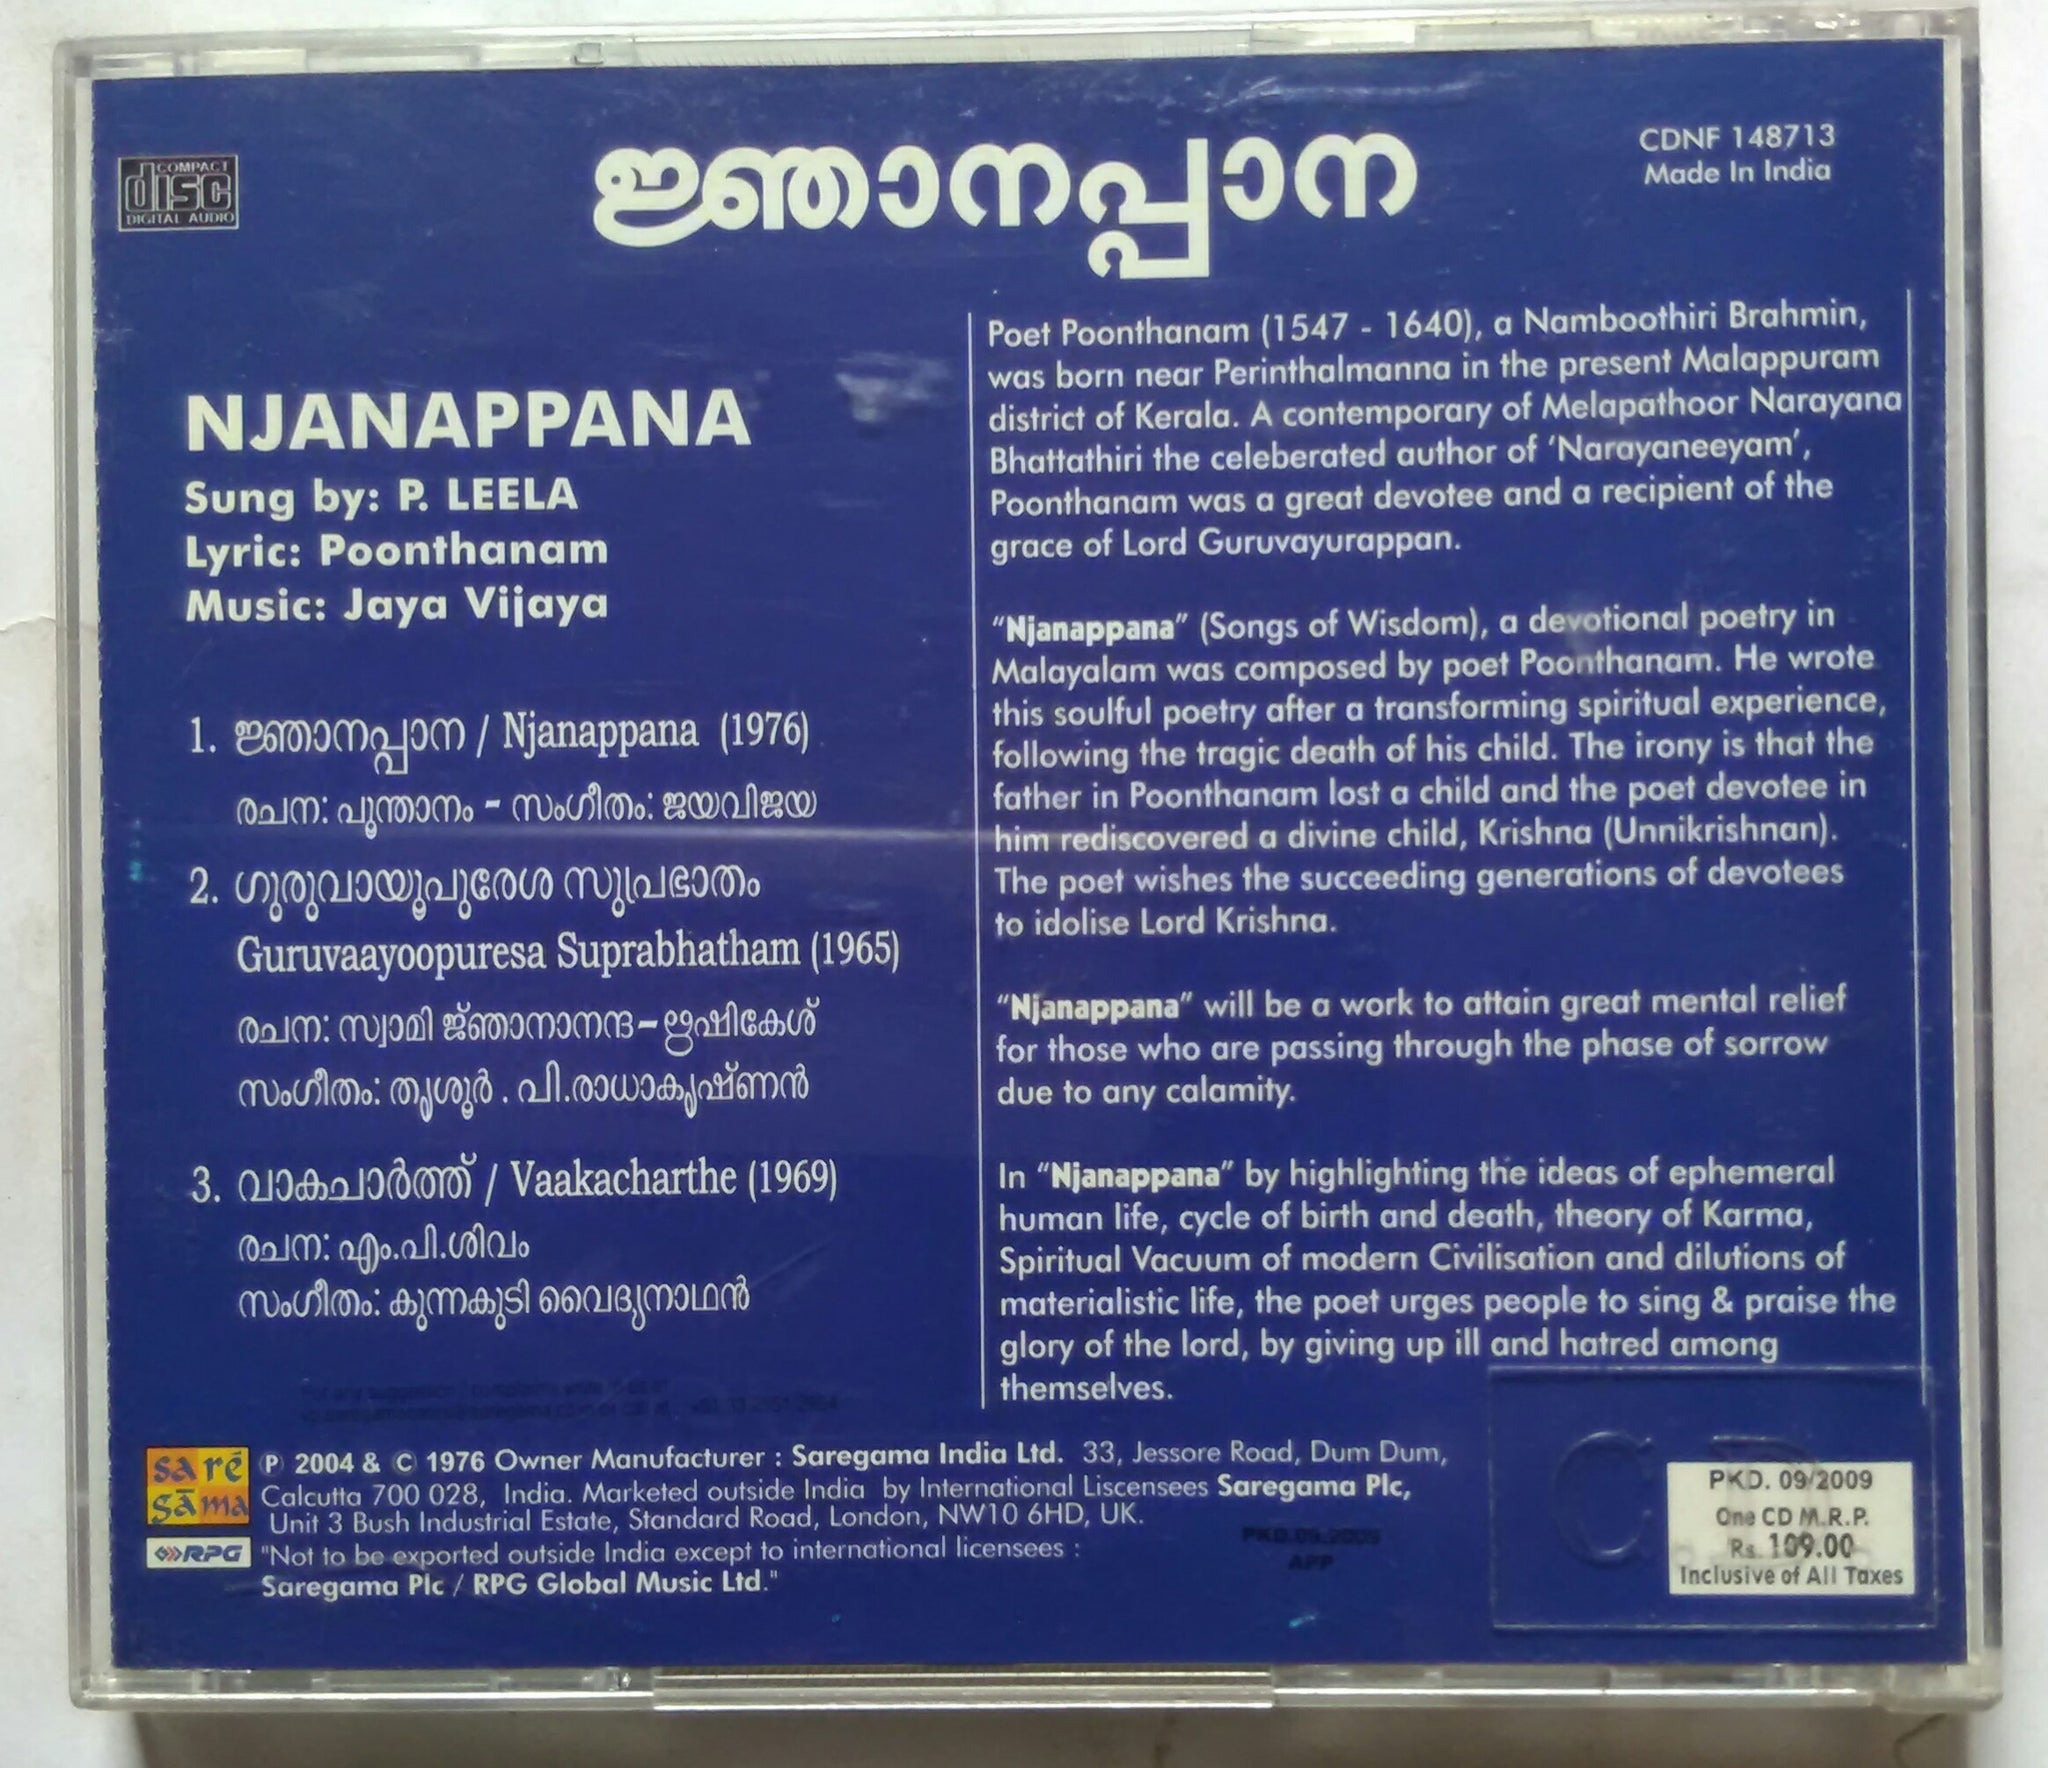 COMPACT
disc
DIGITAL AUDIO
ജ്ഞാനപ്പാന
CDNF 148713
Made In India
NJANAPPANA
Sung by: P. LEELA
Lyric: Poonthanam
Music: Jaya Vijaya
1. ജ്ഞാനപ്പാന / Njanappana (1976)
രചന: പൂന്താനം - സംഗീതം: ജയവിജയ
2. ഗുരുവായൂപുരേശ സുപ്രഭാതം
Guruvaayoopuresa Suprabhatham (1965)
രചന: സ്വാമി ജ്ഞാനാനന്ദ-ഋഷികേശ്
സംഗീതം: തൃശൂർ . പി.രാധാകൃഷ്ണൻ
3. വാകചാർത്ത് / Vaakacharthe (1969)
രചന: എം.പി.ശിവം
സംഗീതം: കുന്നകുടി വൈദ്യനാഥൻ
Poet Poonthanam (1547 - 1640), a Namboothiri Brahmin,
was born near Perinthalmanna in the present Malappuram
district of Kerala. A contemporary of Melapathoor Narayana
Bhattathiri the celeberated author of ‘Narayaneeyam’,
Poonthanam was a great devotee and a recipient of the
grace of Lord Guruvayurappan.
“Njanappana” (Songs of Wisdom), a devotional poetry in
Malayalam was composed by poet Poonthanam. He wrote
this soulful poetry after a transforming spiritual experience,
following the tragic death of his child. The irony is that the
father in Poonthanam lost a child and the poet devotee in
him rediscovered a divine child, Krishna (Unnikrishnan).
The poet wishes the succeeding generations of devotees
to idolise Lord Krishna.
“Njanappana” will be a work to attain great mental relief
for those who are passing through the phase of sorrow
due to any calamity.
In “Njanappana” by highlighting the ideas of ephemeral
human life, cycle of birth and death, theory of Karma,
Spiritual Vacuum of modern Civilisation and dilutions of
materialistic life, the poet urges people to sing & praise the
glory of the lord, by giving up ill and hatred among
themselves.
For any suggestion / complaints write to us at
sa re
gā ma
RPG
℗ 2004 & © 1976 Owner Manufacturer : Saregama India Ltd. 33, Jessore Road, Dum Dum,
Calcutta 700 028, India. Marketed outside India by International Liscensees Saregama Plc,
Unit 3 Bush Industrial Estate, Standard Road, London, NW10 6HD, UK.
"Not to be exported outside India except to international licensees :
Saregama Plc / RPG Global Music Ltd."
PKD.09.2009
APP
PKD. 09/2009
One CD M.R.P.
Rs. 109.00
Inclusive of All Taxes